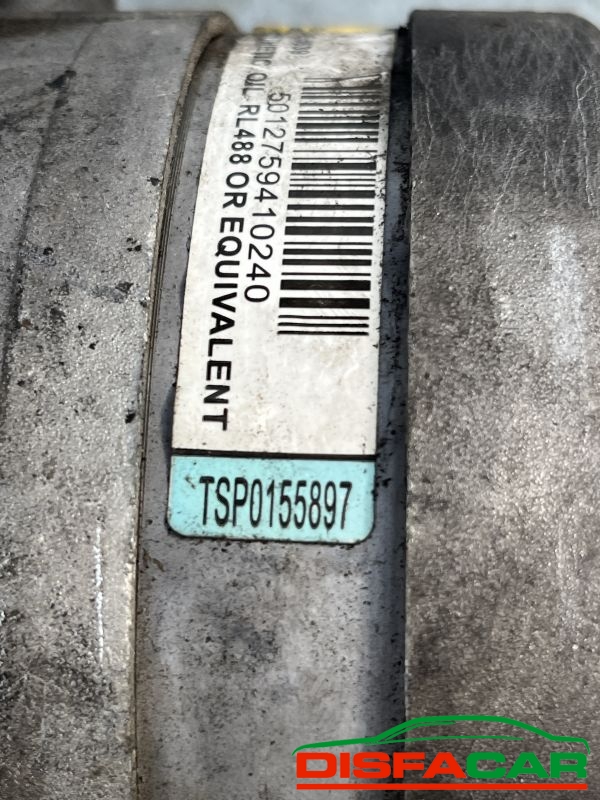 5012759410240
OIL RL488 OR EQUIVALENT
TSP0155897
DISFACAR